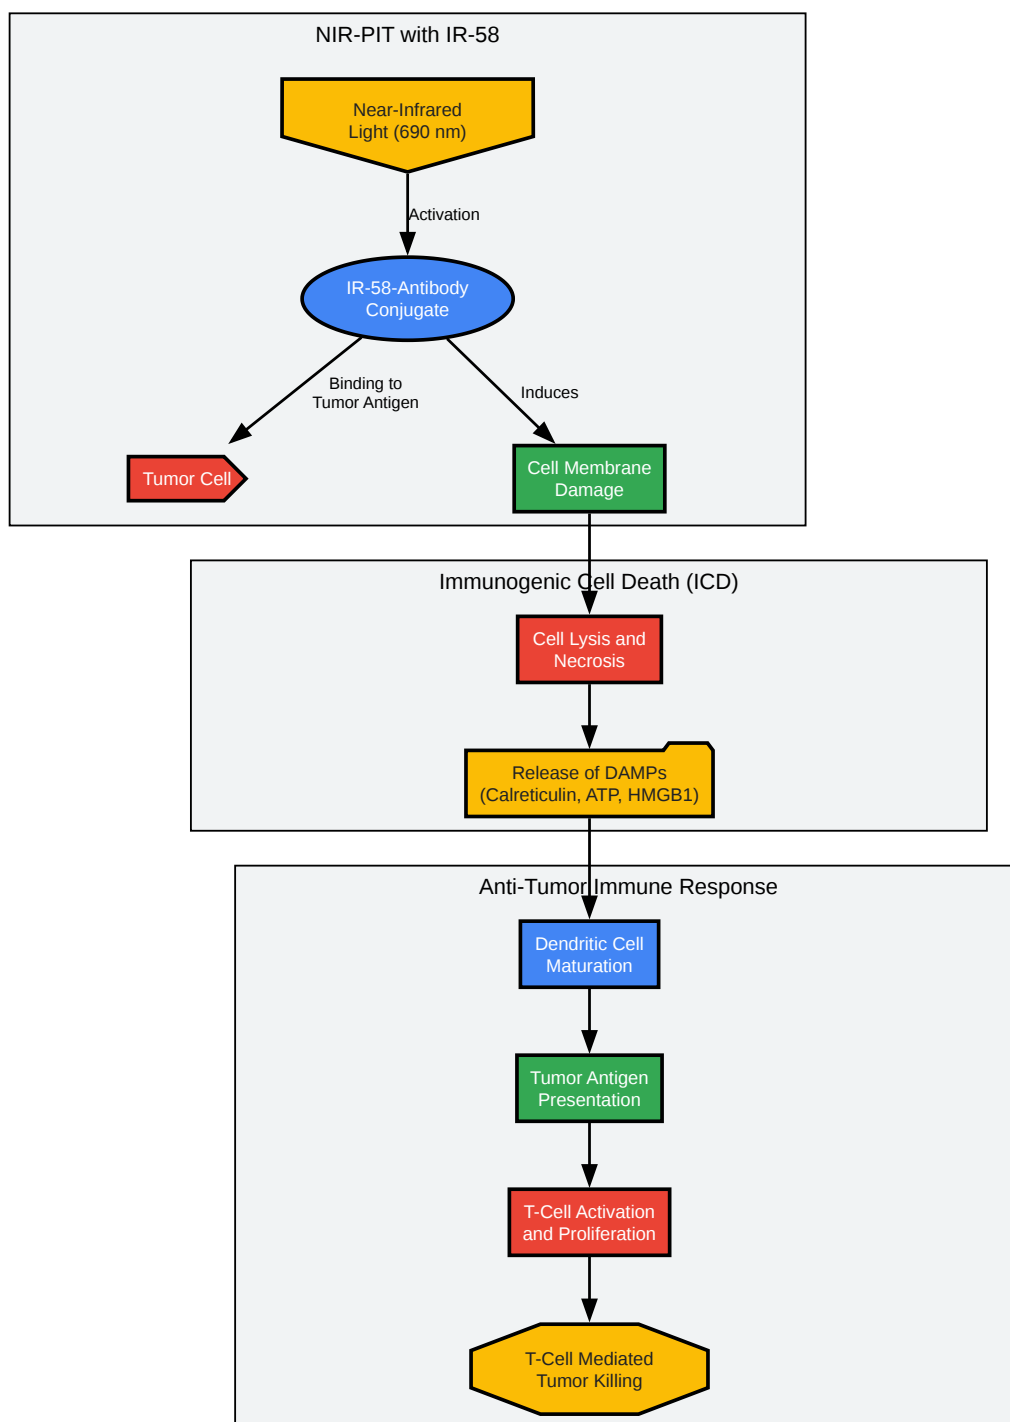 NIR-PIT with IR-58
Near-Infrared
Light (690 nm)
Activation
IR-58-Antibody
Conjugate
Binding to
Tumor Antigen
Induces
Tumor Cell
Cell Membrane
Damage
Immunogenic Cell Death (ICD)
Cell Lysis and
Necrosis
Release of DAMPs
(Calreticulin, ATP, HMGB1)
Anti-Tumor Immune Response
Dendritic Cell
Maturation
Tumor Antigen
Presentation
T-Cell Activation
and Proliferation
T-Cell Mediated
Tumor Killing